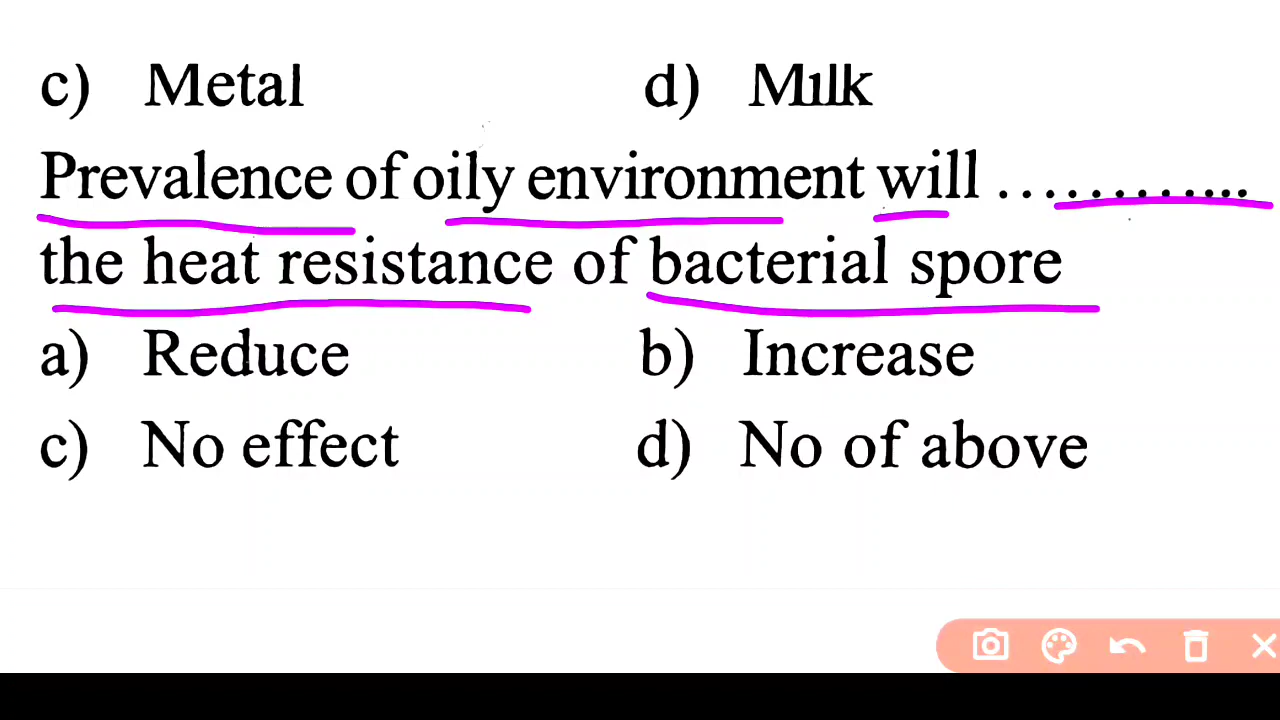 c) Metal d) Milk
Prevalence of oily environment will ............
the heat resistance of bacterial spore
a) Reduce b) Increase
c) No effect d) No of above